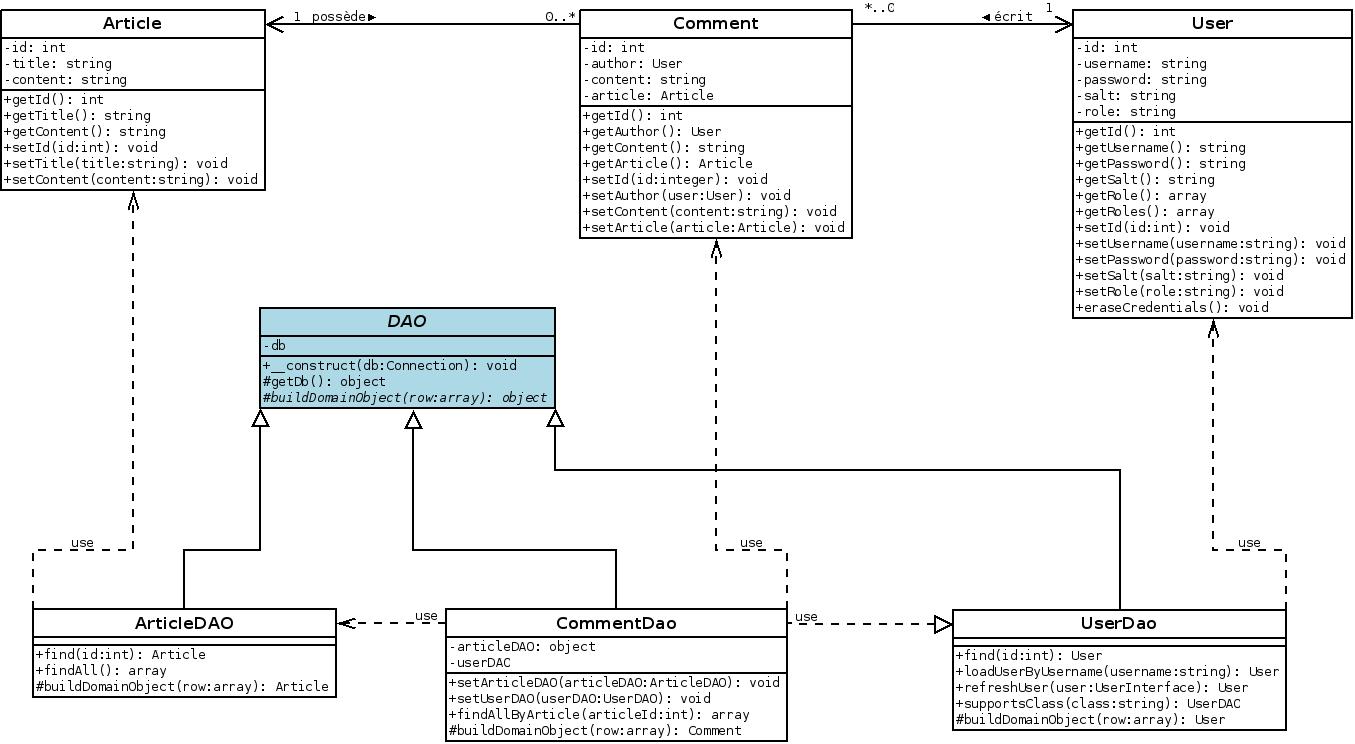 Article
-id: int
-title: string
-content: string
+getId(): int
+getTitle(): string
+getContent(): string
+setId(id:int): void
+setTitle(title:string): void
+setContent(content:string): void
1 possède►
0..*
Comment
-id: int
-author: User
-content: string
-article: Article
+getId(): int
+getAuthor(): User
+getContent(): string
+getArticle(): Article
+setId(id:integer): void
+setAuthor(user:User): void
+setContent(content:string): void
+setArticle(article:Article): void
*..0
◄écrit
1
User
-id: int
-username: string
-password: string
-salt: string
-role: string
+getId(): int
+getUsername(): string
+getPassword(): string
+getSalt(): string
+getRole(): array
+getRoles(): array
+setId(id:int): void
+setUsername(username:string): void
+setPassword(password:string): void
+setSalt(salt:string): void
+setRole(role:string): void
+eraseCredentials(): void
DAO
-db
+__construct(db:Connection): void
#getDb(): object
#buildDomainObject(row:array): object
use
use
use
ArticleDAO
+find(id:int): Article
+findAll(): array
#buildDomainObject(row:array): Article
use
CommentDao
-articleDAO: object
-userDAO
+setArticleDAO(articleDAO:ArticleDAO): void
+setUserDAO(userDAO:UserDAO): void
+findAllByArticle(articleId:int): array
#buildDomainObject(row:array): Comment
use
UserDao
+find(id:int): User
+loadUserByUsername(username:string): User
+refreshUser(user:UserInterface): User
+supportsClass(class:string): UserDAO
#buildDomainObject(row:array): User